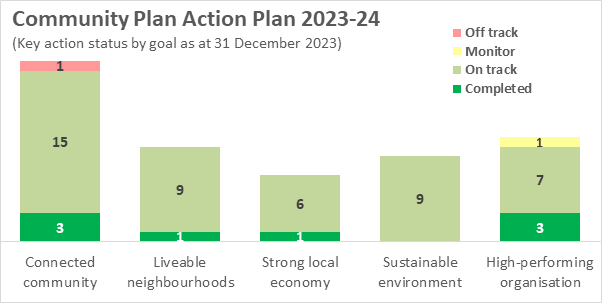 Community Plan Action Plan 2023-24
(Key action status by goal as at 31 December 2023)
Off track
Monitor
On track
Completed
1
15
3
9
1
6
1
9
1
7
3
Connected
community
Liveable
neighbourhoods
Strong local
economy
Sustainable
environment
High-performing
organisation